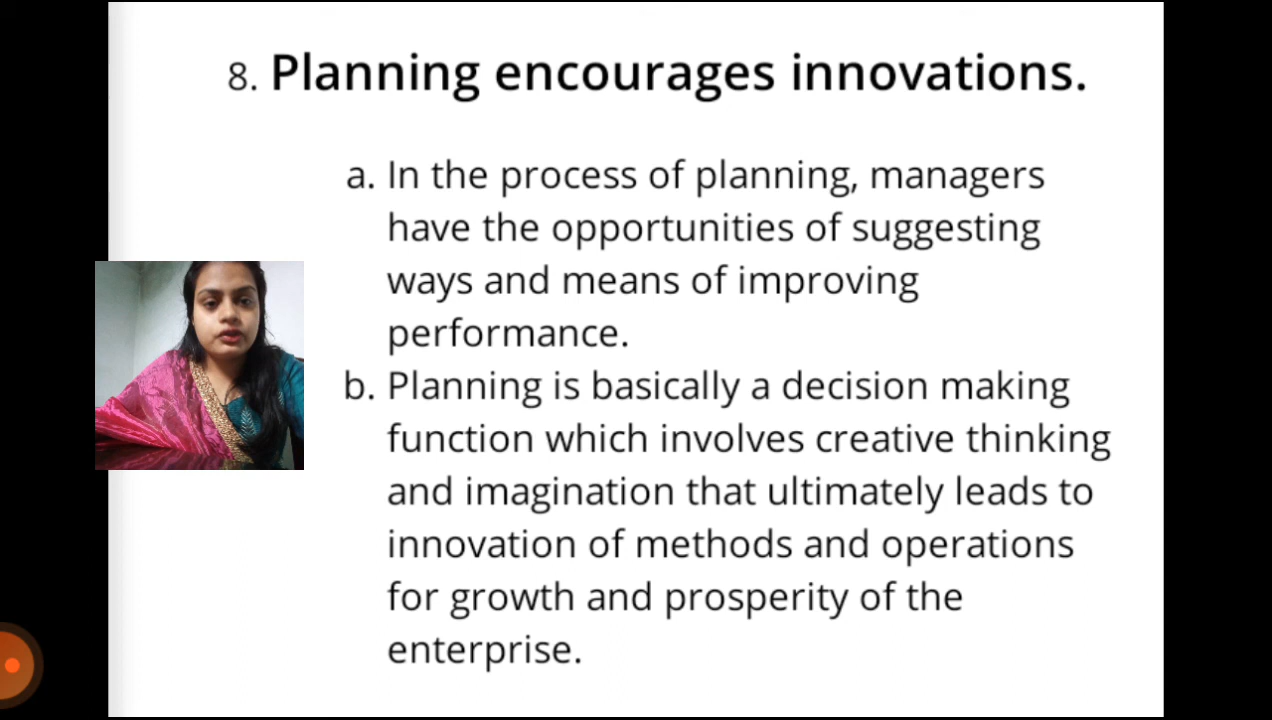 8. Planning encourages innovations.
a. In the process of planning, managers
have the opportunities of suggesting
ways and means of improving
performance.
b. Planning is basically a decision making
function which involves creative thinking
and imagination that ultimately leads to
innovation of methods and operations
for growth and prosperity of the
enterprise.